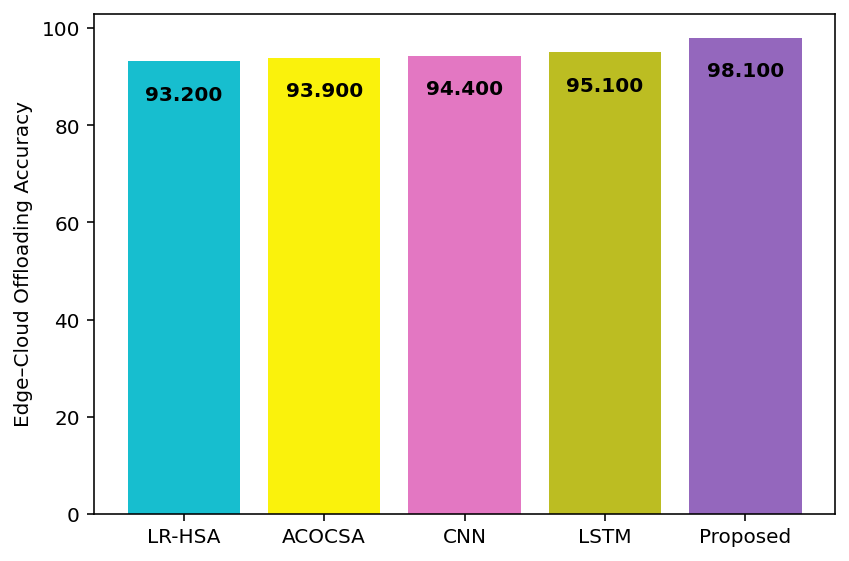 Edge–Cloud Offloading Accuracy
100
80
60
40
20
0
93.200
93.900
94.400
95.100
98.100
LR-HSA
ACOCSA
CNN
LSTM
Proposed